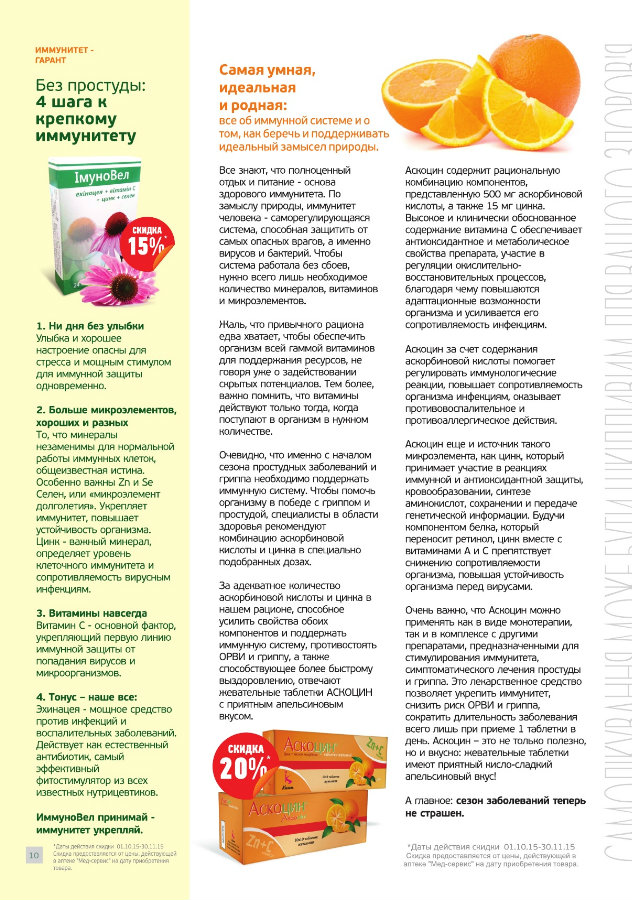 ИММУНИТЕТ -
ГАРАНТ
Без простуды:
4 шага к
крепкому
иммунитету
ІмуноВел
ехінацея + вітамін С
+ цинк + селен
24
СКИДКА
15%*
1. Ни дня без улыбки
Улыбка и хорошее
настроение опасны для
стресса и мощным стимулом
для иммунной защиты
одновременно.
2. Больше микроэлементов,
хороших и разных
То, что минералы
незаменимы для нормальной
работы иммунных клеток,
общеизвестная истина.
Особенно важны Zn и Se
Селен, или «микроэлемент
долголетия». Укрепляет
иммунитет, повышает
устойчивость организма.
Цинк - важный минерал,
определяет уровень
клеточного иммунитета и
сопротивляемость вирусным
инфекциям.
3. Витамины навсегда
Витамин С - основной фактор,
укрепляющий первую линию
иммунной защиты от
попадания вирусов и
микроорганизмов.
4. Тонус – наше все:
Эхинацея - мощное средство
против инфекций и
воспалительных заболеваний.
Действует как естественный
антибиотик, самый
эффективный
фитостимулятор из всех
известных нутрицевтиков.
ИммуноВел принимай -
иммунитет укрепляй.
10
*Даты действия скидки 01.10.15-30.11.15
Скидка предоставляется от цены, действующей
в аптеке "Мед-сервис" на дату приобретения
товара.
Самая умная,
идеальная
и родная:
все об иммунной системе и о
том, как беречь и поддерживать
идеальный замысел природы.
Все знают, что полноценный
отдых и питание - основа
здорового иммунитета. По
замыслу природы, иммунитет
человека - саморегулирующаяся
система, способная защитить от
самых опасных врагов, а именно
вирусов и бактерий. Чтобы
система работала без сбоев,
нужно всего лишь необходимое
количество минералов, витаминов
и микроэлементов.
Жаль, что привычного рациона
едва хватает, чтобы обеспечить
организм всей гаммой витаминов
для поддержания ресурсов, не
говоря уже о задействовании
скрытых потенциалов. Тем более,
важно помнить, что витамины
действуют только тогда, когда
поступают в организм в нужном
количестве.
Очевидно, что именно с началом
сезона простудных заболеваний и
гриппа необходимо поддержать
иммунную систему. Чтобы помочь
организму в победе с гриппом и
простудой, специалисты в области
здоровья рекомендуют
комбинацию аскорбиновой
кислоты и цинка в специально
подобранных дозах.
За адекватное количество
аскорбиновой кислоты и цинка в
нашем рационе, способное
усилить свойства обоих
компонентов и поддержать
иммунную систему, противостоять
ОРВИ и гриппу, а также
способствующее более быстрому
выздоровлению, отвечают
жевательные таблетки АСКОЦИН
с приятным апельсиновым
вкусом.
СКИДКА
20%*
Аскоцин
Zn+C
Аскоцин
Zn+C
Аскоцин содержит рациональную
комбинацию компонентов,
представленную 500 мг аскорбиновой
кислоты, а также 15 мг цинка.
Высокое и клинически обоснованное
содержание витамина С обеспечивает
антиоксидантное и метаболическое
свойства препарата, участие в
регуляции окислительно-
восстановительных процессов,
благодаря чему повышаются
адаптационные возможности
организма и усиливается его
сопротивляемость инфекциям.
Аскоцин за счет содержания
аскорбиновой кислоты помогает
регулировать иммунологические
реакции, повышает сопротивляемость
организма инфекциям, оказывает
противовоспалительное и
противоаллергическое действия.
Аскоцин еще и источник такого
микроэлемента, как цинк, который
принимает участие в реакциях
иммунной и антиоксидантной защиты,
кровообразовании, синтезе
аминокислот, сохранении и передаче
генетической информации. Будучи
компонентом белка, который
переносит ретинол, цинк вместе с
витаминами А и С препятствует
снижению сопротивляемости
организма, повышая устойчивость
организма перед вирусами.
Очень важно, что Аскоцин можно
применять как в виде монотерапии,
так и в комплексе с другими
препаратами, предназначенными для
стимулирования иммунитета,
симптоматического лечения простуды
и гриппа. Это лекарственное средство
позволяет укрепить иммунитет,
снизить риск ОРВИ и гриппа,
сократить длительность заболевания
всего лишь при приеме 1 таблетки в
день. Аскоцин – это не только полезно,
но и вкусно: жевательные таблетки
имеют приятный кисло-сладкий
апельсиновый вкус!
А главное: сезон заболеваний теперь
не страшен.
*Даты действия скидки 01.10.15-30.11.15
Скидка предоставляется от цены, действующей в
аптеке "Мед-сервис" на дату приобретения товара.
САМОЛІКУВАННЯ МОЖЕ БУТИ ШКІДЛИВИМ ДЛЯ ВАШОГО ЗДОРОВ'Я